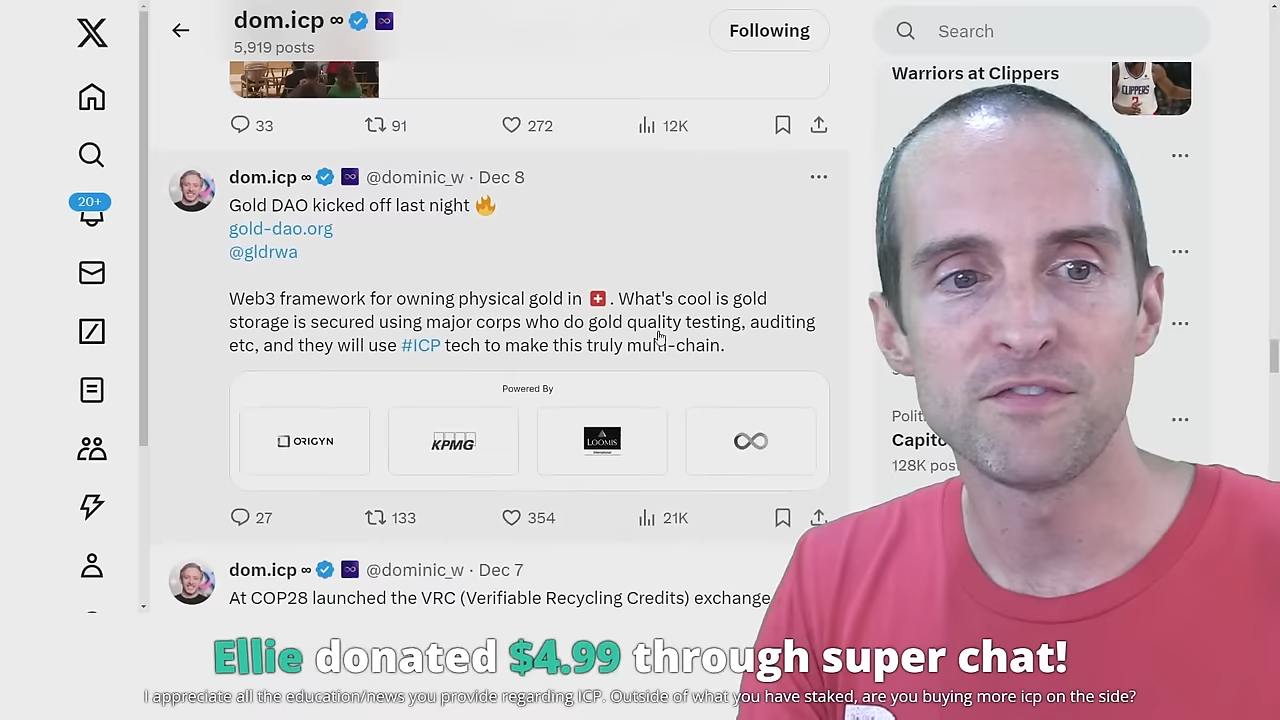 dom.icp ∞
5,919 posts
Following
Search
Warriors at Clippers
CLIPPERS
2
33 91 272 12K
dom.icp ∞ @dominic_w · Dec 8
Gold DAO kicked off last night 🔥
gold-dao.org
@gldrwa
20+
Web3 framework for owning physical gold in 🇨🇭. What's cool is gold
storage is secured using major corps who do gold quality testing, auditing
etc, and they will use #ICP tech to make this truly multi-chain.
Powered By
ORIGYN
KPMG
LOOMIS
International
Polit
Capito
128K pos
27 133 354 21K
dom.icp ∞ @dominic_w · Dec 7
At COP28 launched the VRC (Verifiable Recycling Credits) exchange
Ellie donated $4.99 through super chat!
I appreciate all the education/news you provide regarding ICP. Outside of what you have staked, are you buying more icp on the side?